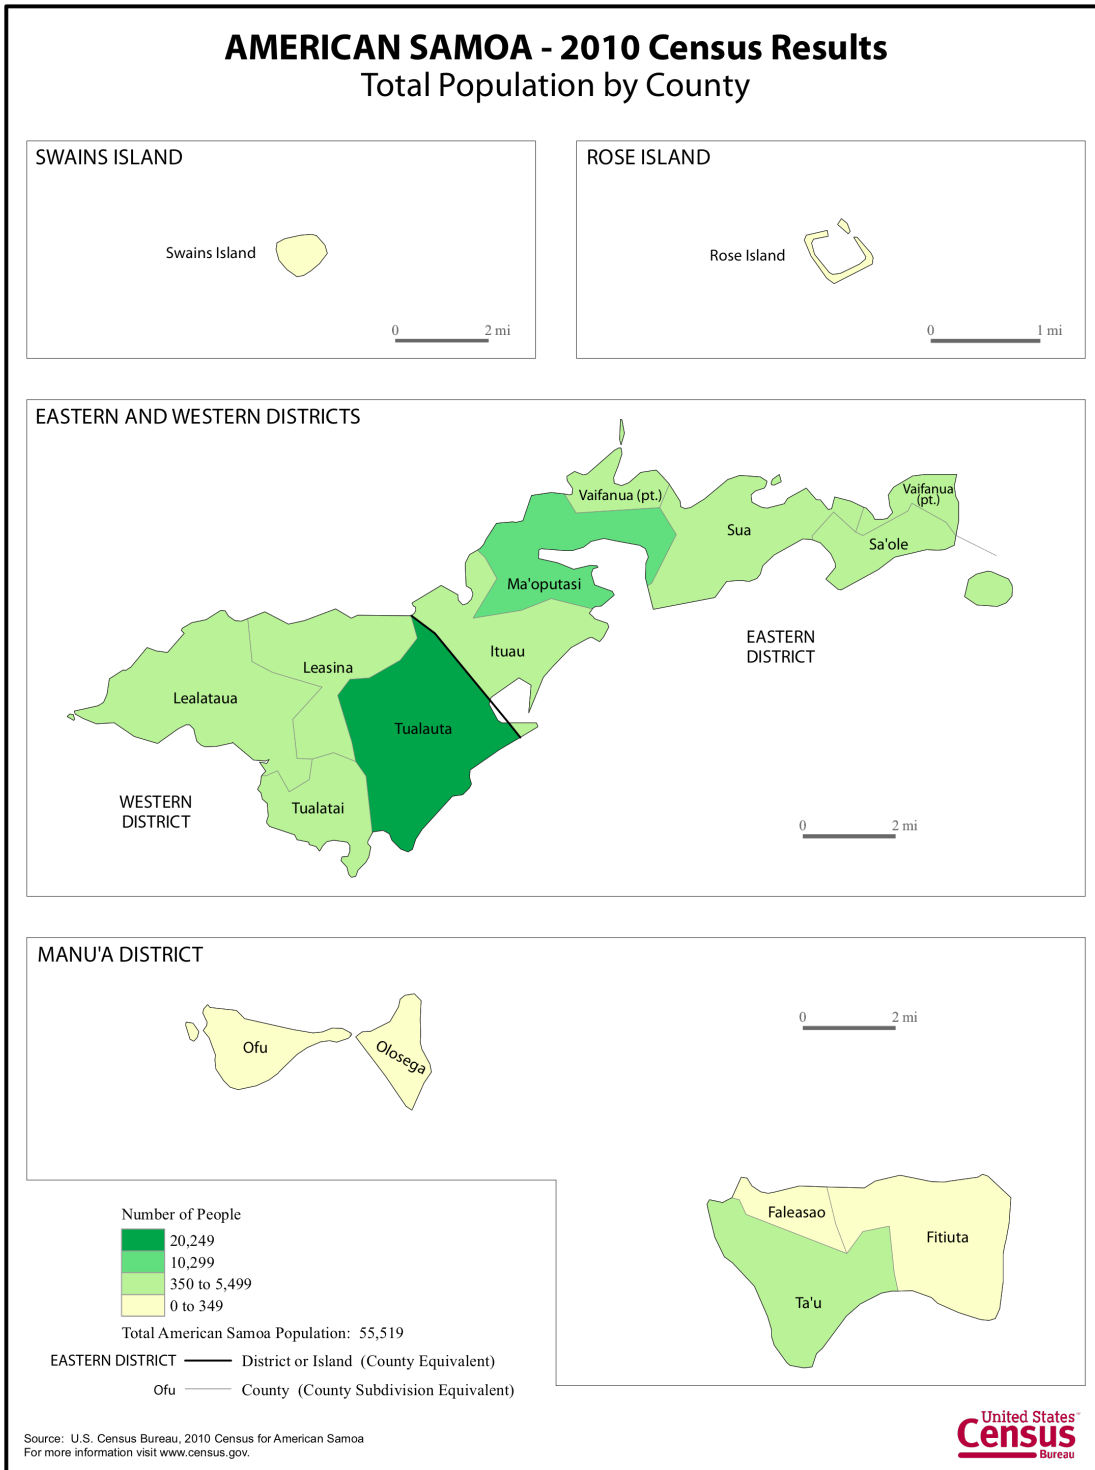 AMERICAN SAMOA - 2010 Census Results
Total Population by County
SWAINS ISLAND
Swains Island
0 2 mi
ROSE ISLAND
Rose Island
0 1 mi
EASTERN AND WESTERN DISTRICTS
Vaifanua (pt.)
Vaifanua
(pt.)
Sua
Sa'ole
Ma'oputasi
EASTERN
DISTRICT
Ituau
Leasina
Lealataua
Tualauta
WESTERN
DISTRICT
Tualatai
0 2 mi
MANU'A DISTRICT
0 2 mi
Ofu
Olosega
Faleasao
Fitiuta
Ta'u
Number of People
20,249
10,299
350 to 5,499
0 to 349
Total American Samoa Population: 55,519
EASTERN DISTRICT District or Island (County Equivalent)
Ofu County (County Subdivision Equivalent)
Source: U.S. Census Bureau, 2010 Census for American Samoa
For more information visit www.census.gov.
United States™
Census
Bureau